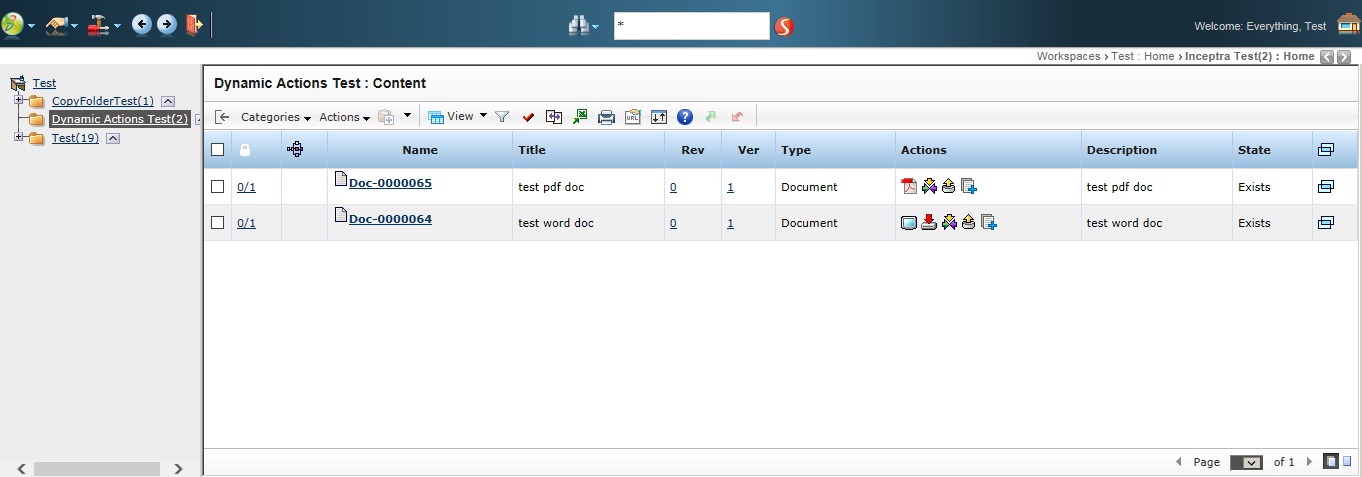 *
Welcome: Everything, Test
Workspaces › Test : Home › Inceptra Test(2) : Home
Test
CopyFolderTest(1)
Dynamic Actions Test(2)
Test(19)
Dynamic Actions Test : Content
Categories Actions View URL ?
Name Title Rev Ver Type Actions Description State
0/1 Doc-0000065 test pdf doc 0 1 Document test pdf doc Exists
0/1 Doc-0000064 test word doc 0 1 Document test word doc Exists
Page of 1